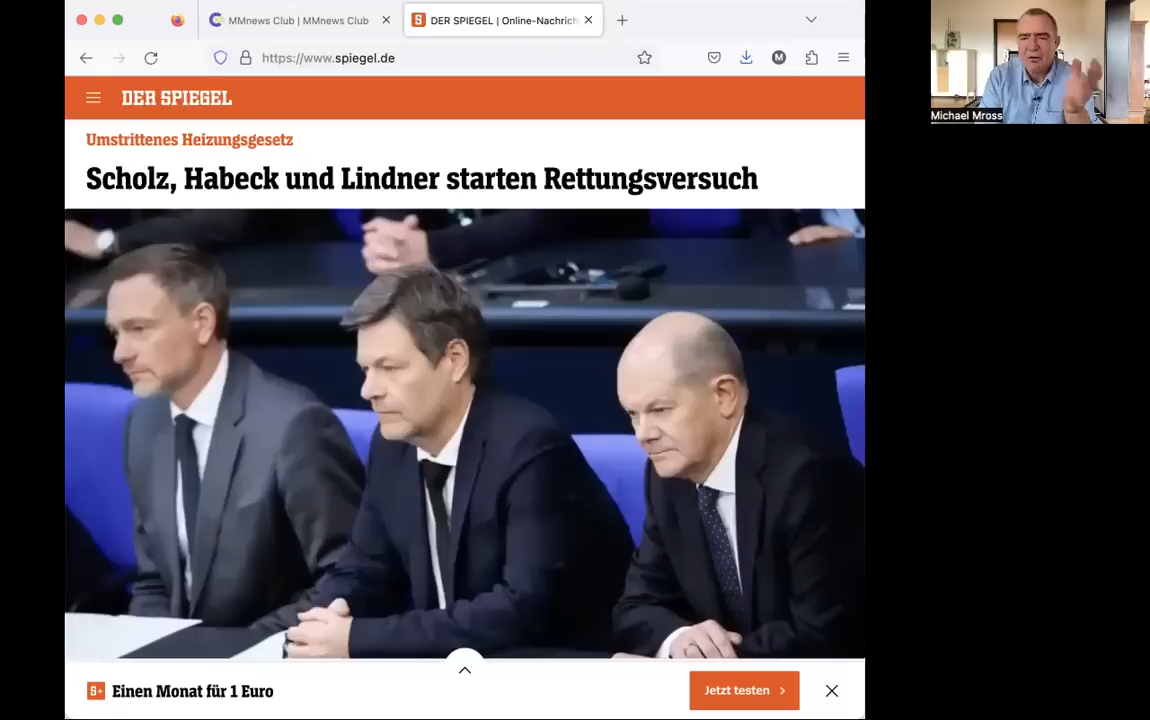 MMnews Club | MMnews Club
DER SPIEGEL | Online-Nachrich
https://www.spiegel.de
M
DER SPIEGEL
Umstrittenes Heizungsgesetz
Scholz, Habeck und Lindner starten Rettungsversuch
S+ Einen Monat für 1 Euro
Jetzt testen
Michael Mross